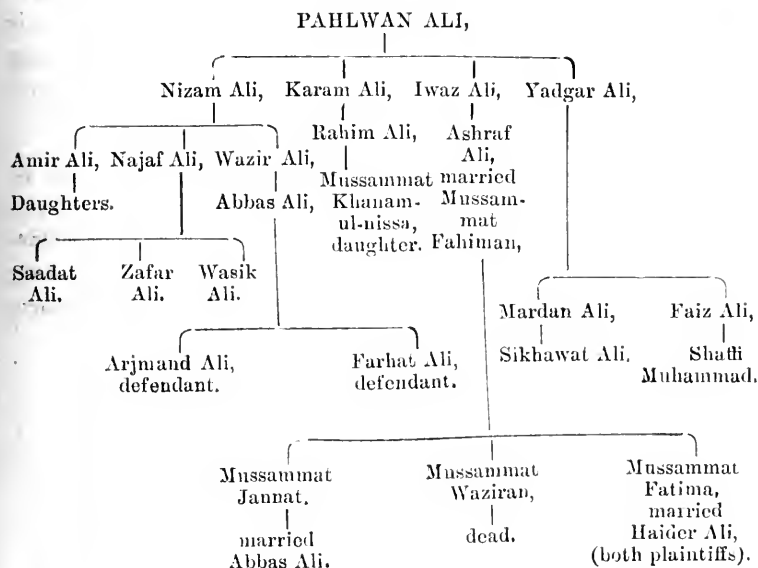 PAHLWAN ALI,
Nizam Ali, Karam Ali, Iwaz Ali, Yadgar Ali,
Rahim Ali, Ashraf
Ali,
Amir Ali, Najaf Ali, Wazir Ali,
married
Mussammat Mussam-
Daughters. Abbas Ali, Khanam- mat
ul-nissa, Fahiman,
daughter.
Saadat Zafar Wasik
Ali. Ali. Ali.
Mardan Ali, Faiz Ali,
Sikhawat Ali. Shaffi
Muhammad.
Arjmand Ali, Farhat Ali,
defendant. defendant.
Mussammat Mussammat Mussammat
Jannat, Waziran, Fatima,
married dead. married
Abbas Ali. Haider Ali,
(both plaintiffs).